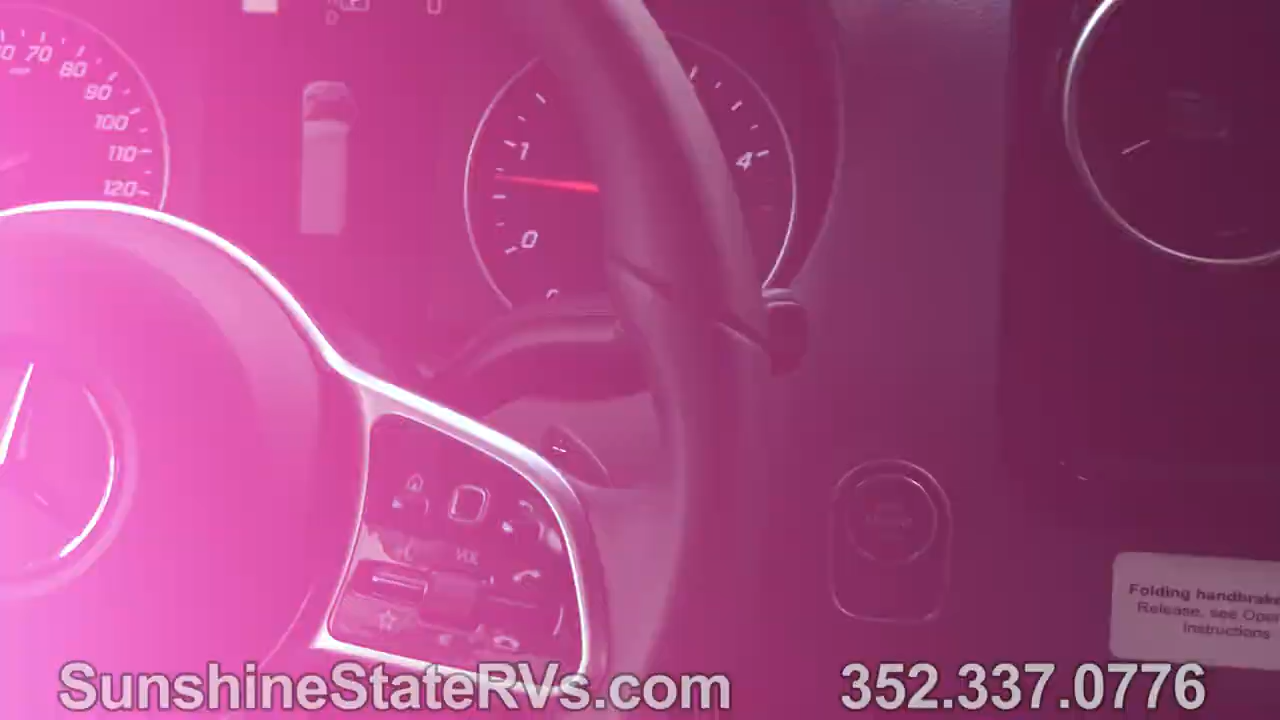 70
80
90
100
110
120
1
0
4
VOL
Folding handbrake
Release, see
Instructions
SunshineStateRVs.com
352.337.0776